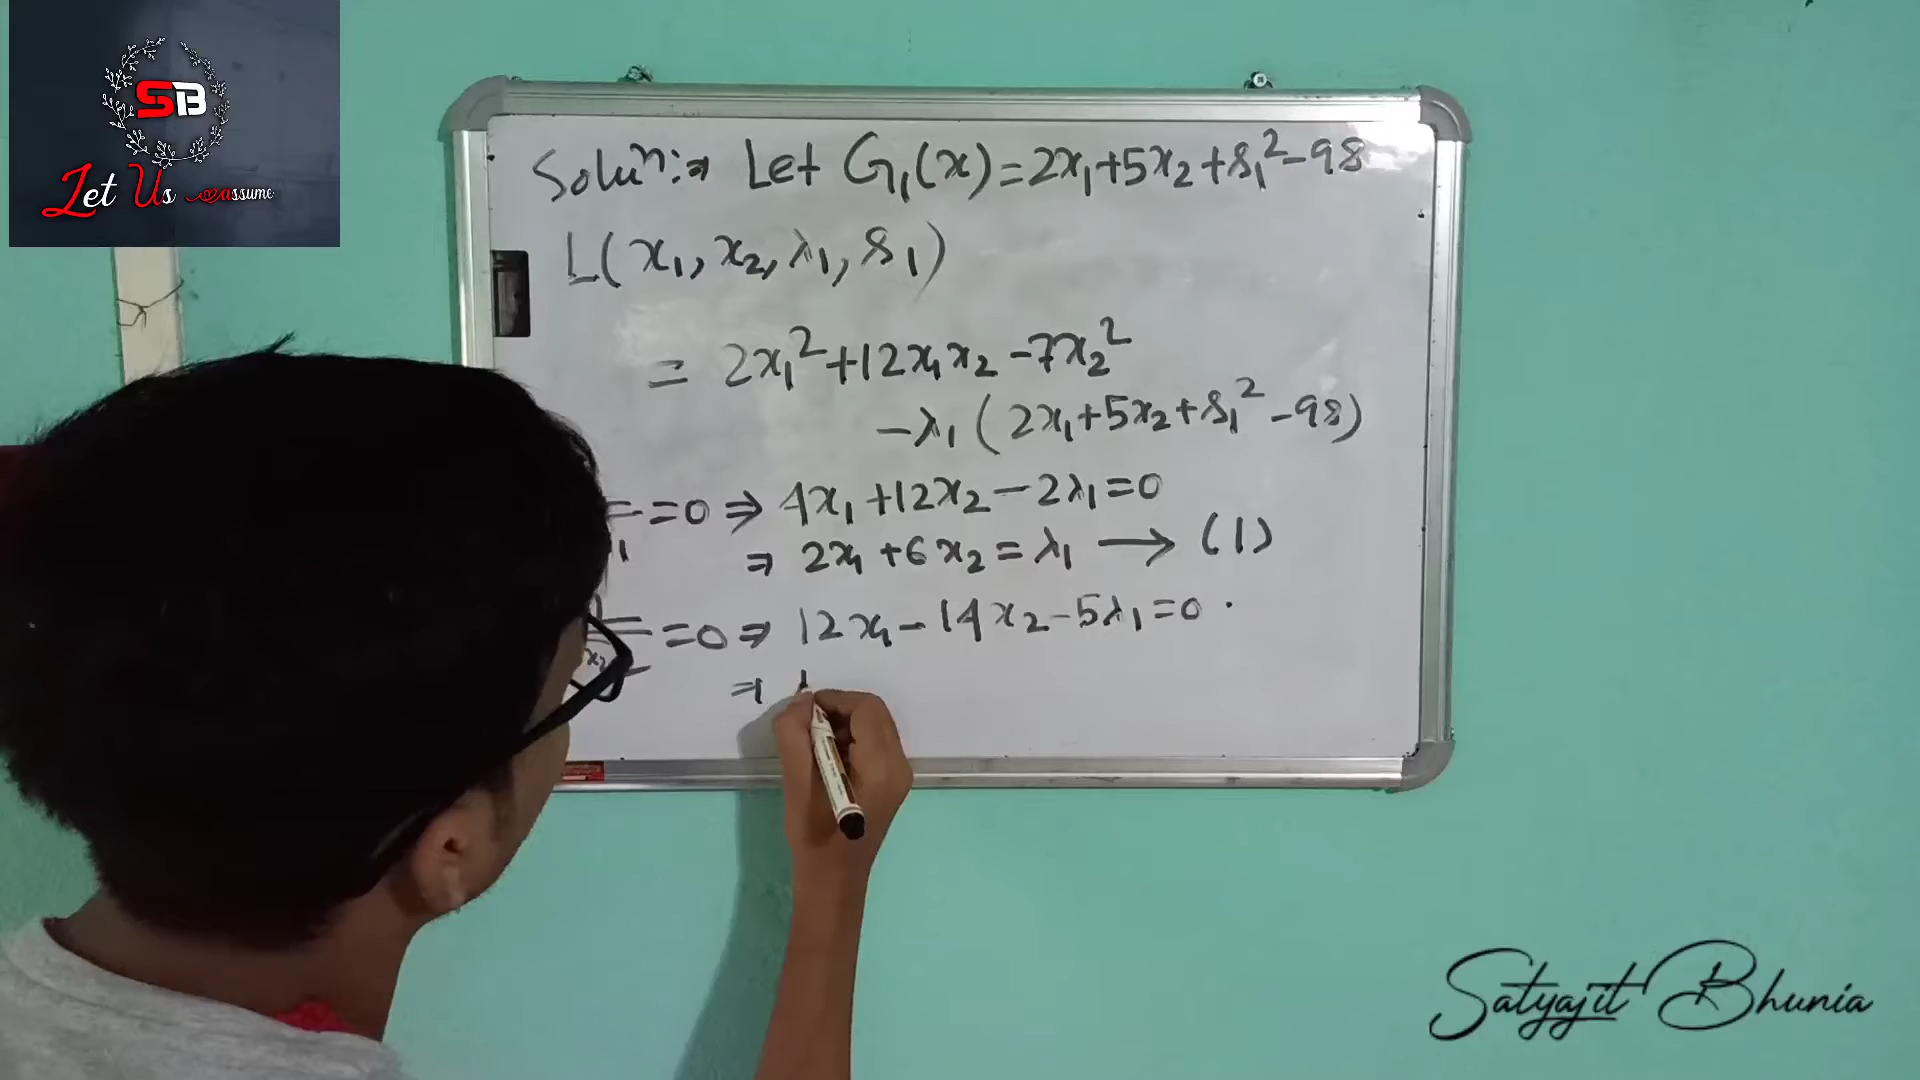 SB
Let Us assume
Soluⁿ:⇒ Let G₁(x)=2x₁+5x₂+s₁²-98
L(x₁,x₂,λ₁,s₁)
= 2x₁²+12x₁x₂-7x₂²
-λ₁(2x₁+5x₂+s₁²-98)
=0 ⇒ 4x₁+12x₂-2λ₁=0
⇒ 2x₁+6x₂=λ₁ → (1)
=0 ⇒ 12x₁-14x₂-5λ₁=0
⇒
Satyajit Bhunia